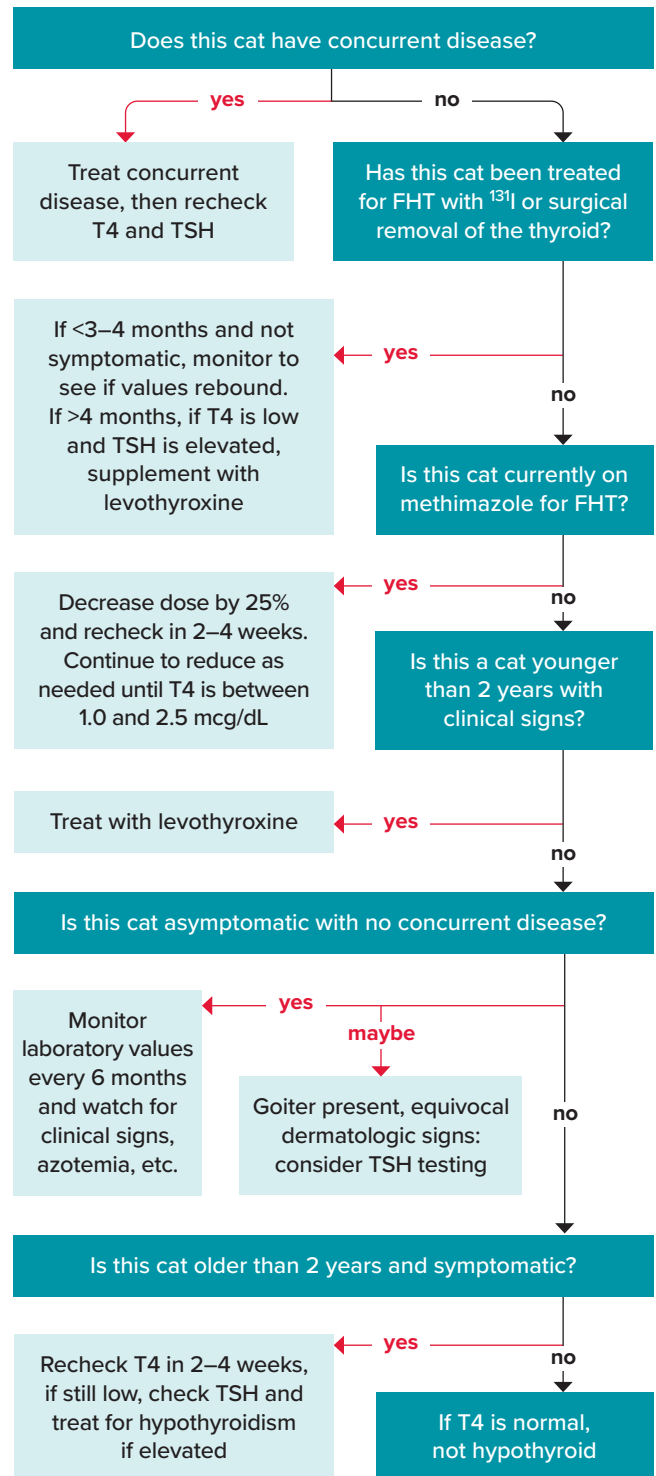 Does this cat have concurrent disease?
yes
no
Treat concurrent
disease, then recheck
T4 and TSH
Has this cat been treated
for FHT with ¹³¹I or surgical
removal of the thyroid?
If <3–4 months and not
symptomatic, monitor to
see if values rebound.
If >4 months, if T4 is low
and TSH is elevated,
supplement with
levothyroxine
yes
no
Is this cat currently on
methimazole for FHT?
Decrease dose by 25%
and recheck in 2–4 weeks.
Continue to reduce as
needed until T4 is between
1.0 and 2.5 mcg/dL
yes
no
Is this a cat younger
than 2 years with
clinical signs?
Treat with levothyroxine
yes
no
Is this cat asymptomatic with no concurrent disease?
yes
maybe
no
Monitor
laboratory values
every 6 months
and watch for
clinical signs,
azotemia, etc.
Goiter present, equivocal
dermatologic signs:
consider TSH testing
Is this cat older than 2 years and symptomatic?
yes
no
Recheck T4 in 2–4 weeks,
if still low, check TSH and
treat for hypothyroidism
if elevated
If T4 is normal,
not hypothyroid